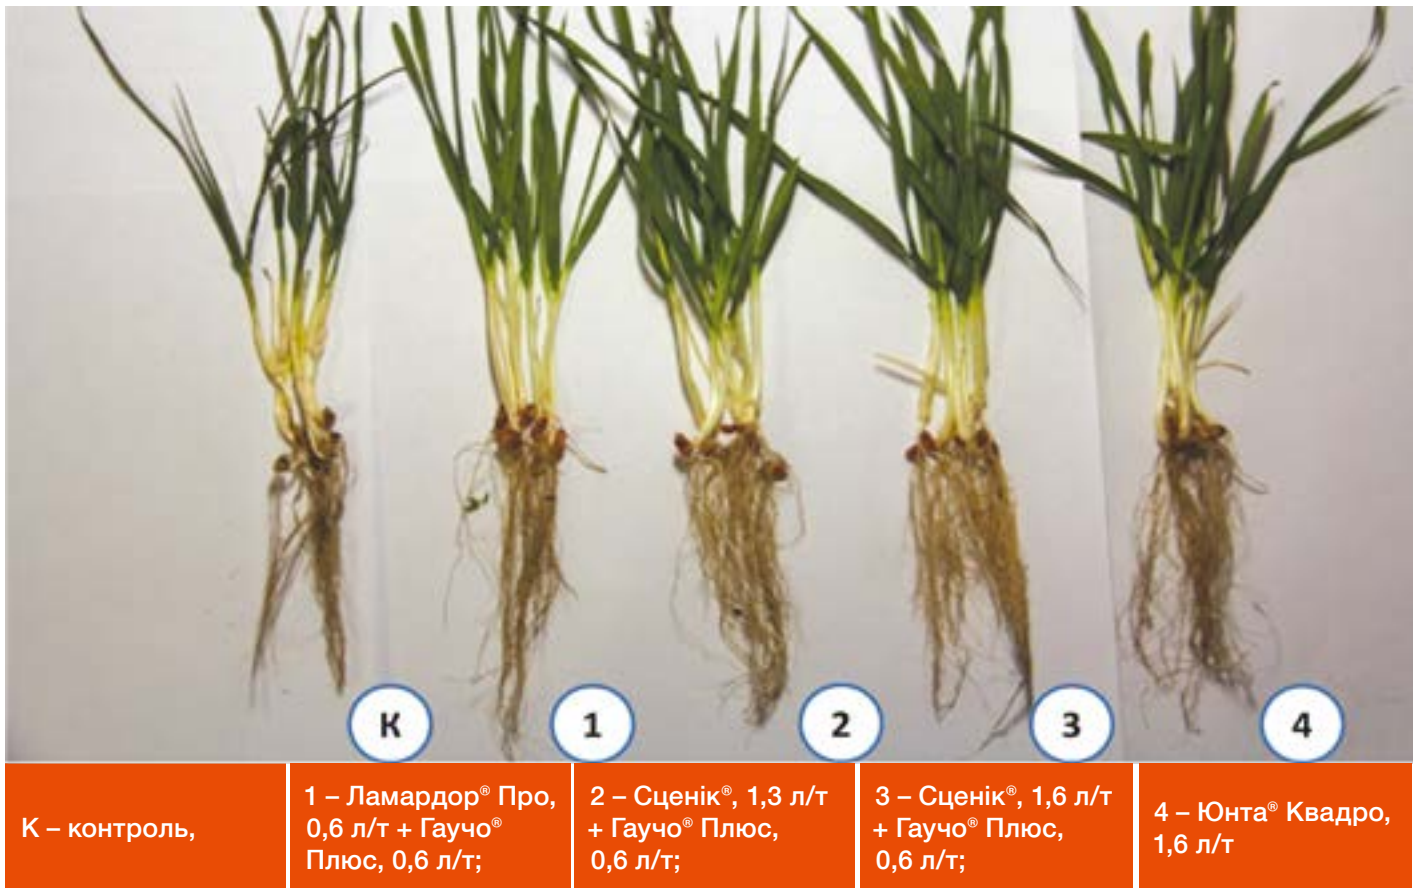 К
1
2
3
4
К – контроль,
1 – Ламардор® Про,
0,6 л/т + Гаучо®
Плюс, 0,6 л/т;
2 – Сценік®, 1,3 л/т
+ Гаучо® Плюс,
0,6 л/т;
3 – Сценік®, 1,6 л/т
+ Гаучо® Плюс,
0,6 л/т;
4 – Юнта® Квадро,
1,6 л/т